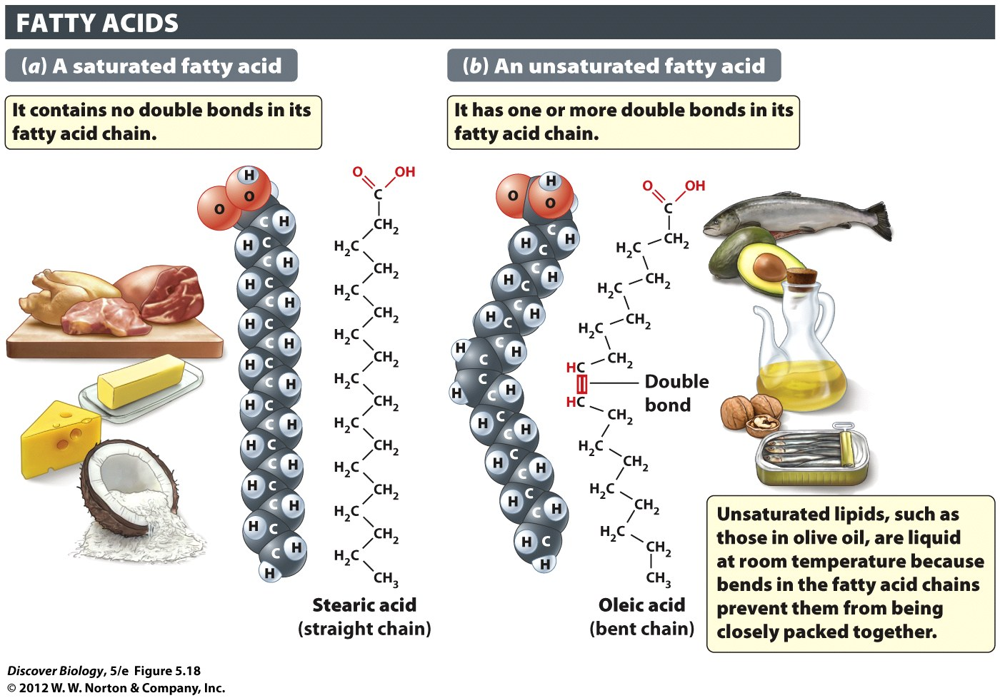 FATTY ACIDS
(a) A saturated fatty acid
It contains no double bonds in its
fatty acid chain.
H
O
O
C
H
H
C
C
H
H
C
C
H
H
C
C
H
H
C
C
H
H
C
C
H
H
C
C
H
H
C
C
H
H
C
C
H
H
O
OH
C
CH2
H2C
CH2
H2C
CH2
H2C
CH2
H2C
CH2
H2C
CH2
H2C
CH2
H2C
CH2
H2C
CH3
Stearic acid
(straight chain)
(b) An unsaturated fatty acid
It has one or more double bonds in its
fatty acid chain.
O
H
O
C
H
H
C
C
H
H
C
C
H
H
C
C
H
H
C
H
C
C
H
H
C
C
H
H
C
C
H
H
C
C
H
H
C
H
O
OH
C
CH2
H2C
CH2
H2C
CH2
H2C
CH2
HC
Double
bond
HC
CH2
H2C
CH2
H2C
CH2
H2C
CH2
CH3
Oleic acid
(bent chain)
Unsaturated lipids, such as
those in olive oil, are liquid
at room temperature because
bends in the fatty acid chains
prevent them from being
closely packed together.
Discover Biology, 5/e Figure 5.18
© 2012 W. W. Norton & Company, Inc.